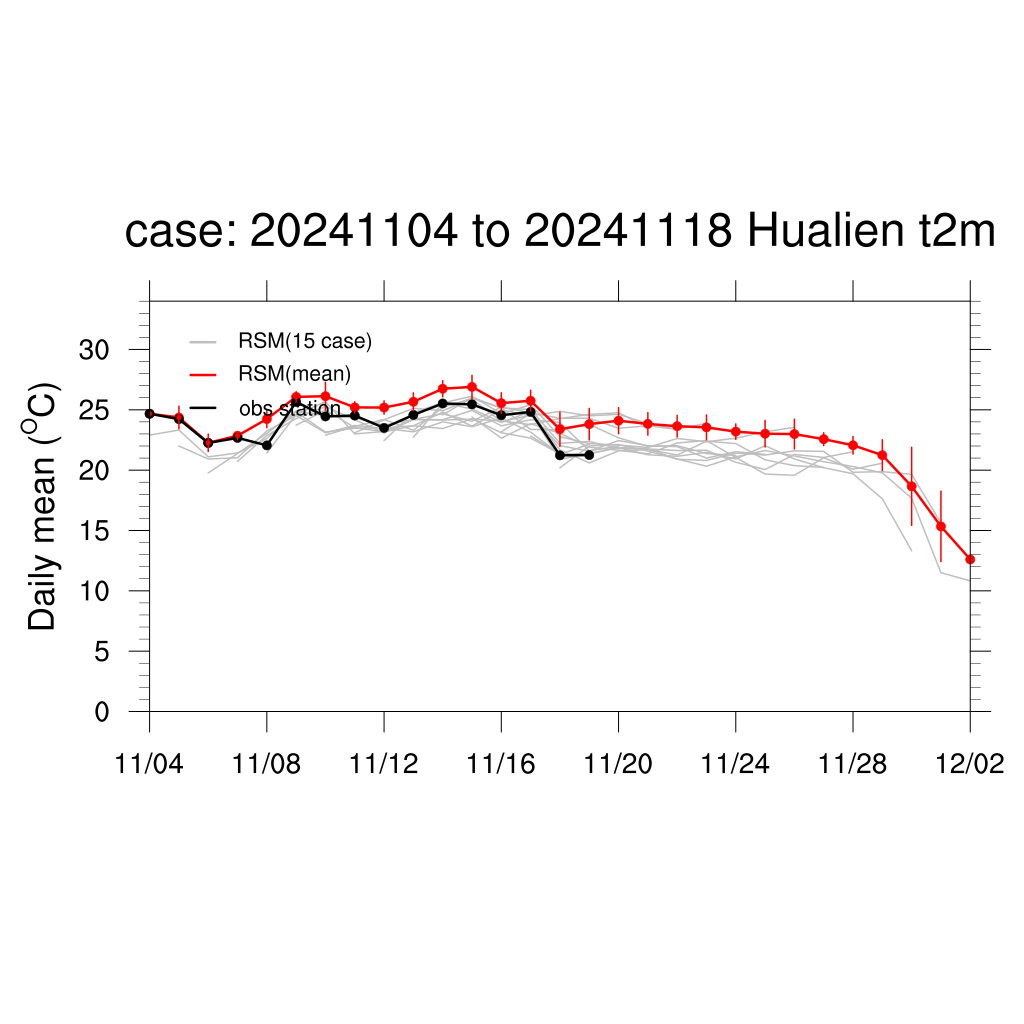 case: 20241104 to 20241118 Hualien t2m
RSM(15 case)
RSM(mean)
obs station
Daily mean (°C)
30
25
20
15
10
5
0
11/04 11/08 11/12 11/16 11/20 11/24 11/28 12/02